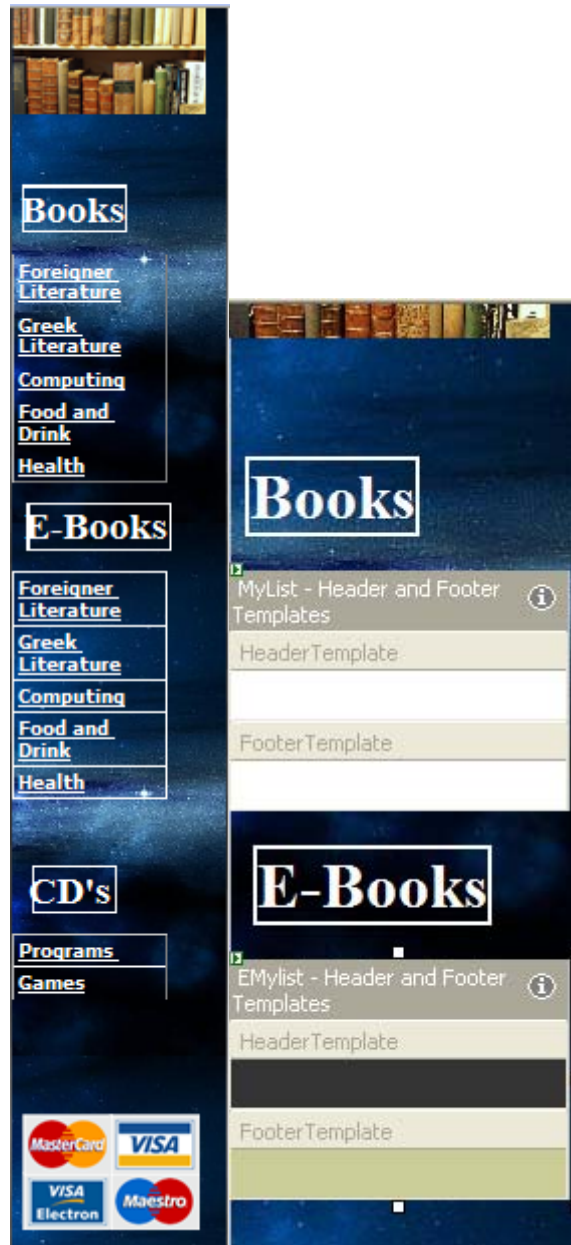 Books
Foreigner
Literature
Greek
Literature
Computing
Food and
Drink
Health
E-Books
Foreigner
Literature
Greek
Literature
Computing
Food and
Drink
Health
CD's
Programs
Games
MasterCard
VISA
VISA
Electron
Maestro
Books
MyList - Header and Footer
Templates
HeaderTemplate
FooterTemplate
E-Books
EMylist - Header and Footer
Templates
HeaderTemplate
FooterTemplate